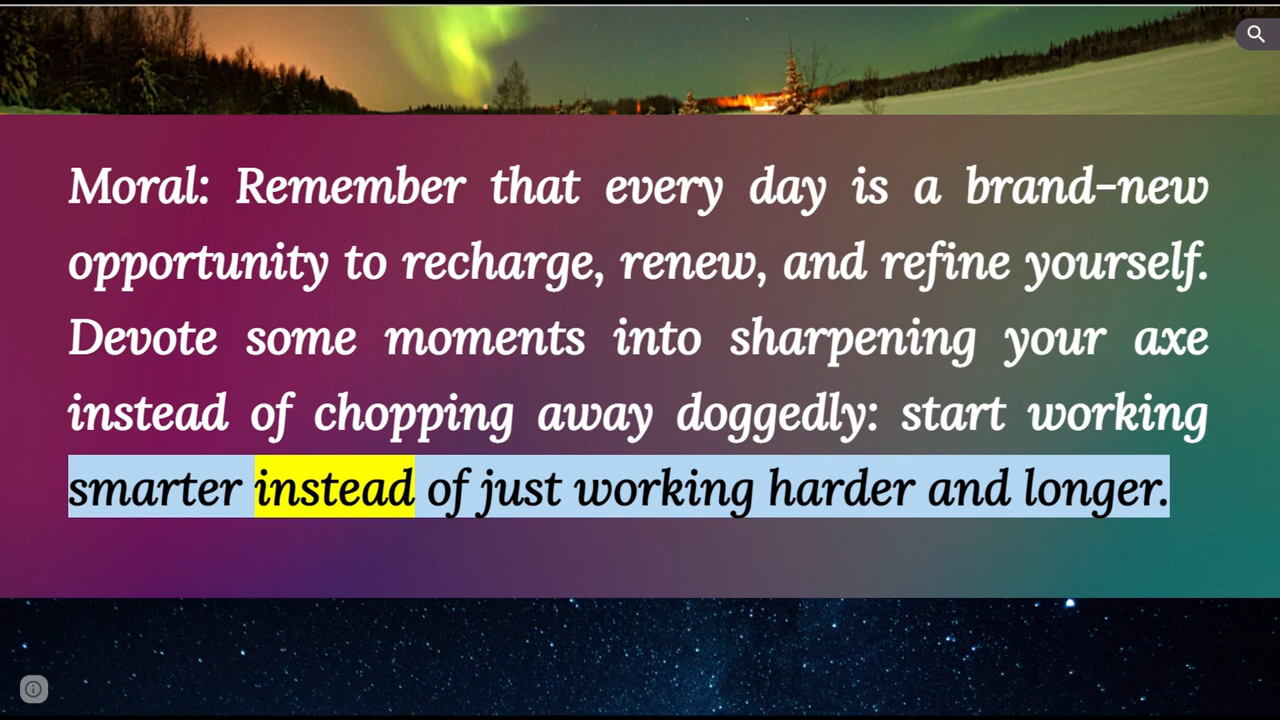 Moral: Remember that every day is a brand-new
opportunity to recharge, renew, and refine yourself.
Devote some moments into sharpening your axe
instead of chopping away doggedly: start working
smarter instead of just working harder and longer.